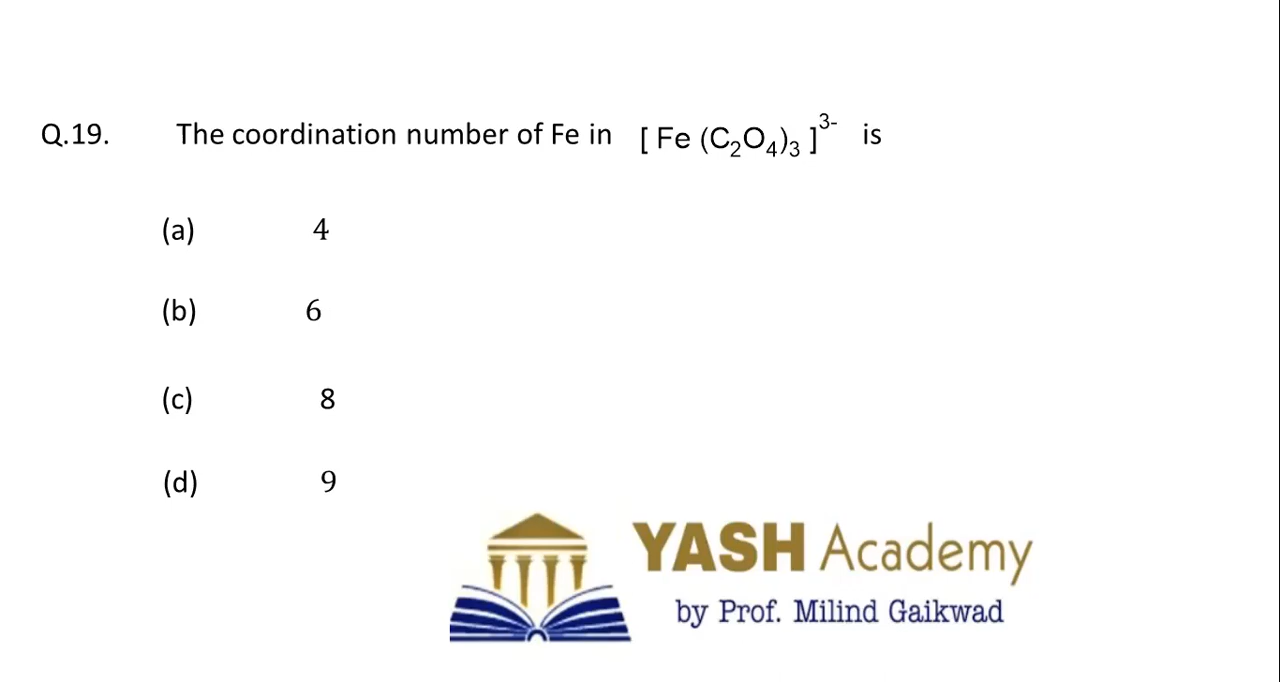 Q.19. The coordination number of Fe in [ Fe (C₂O₄)₃ ]³⁻ is
(a) 4
(b) 6
(c) 8
(d) 9
YASH Academy
by Prof. Milind Gaikwad